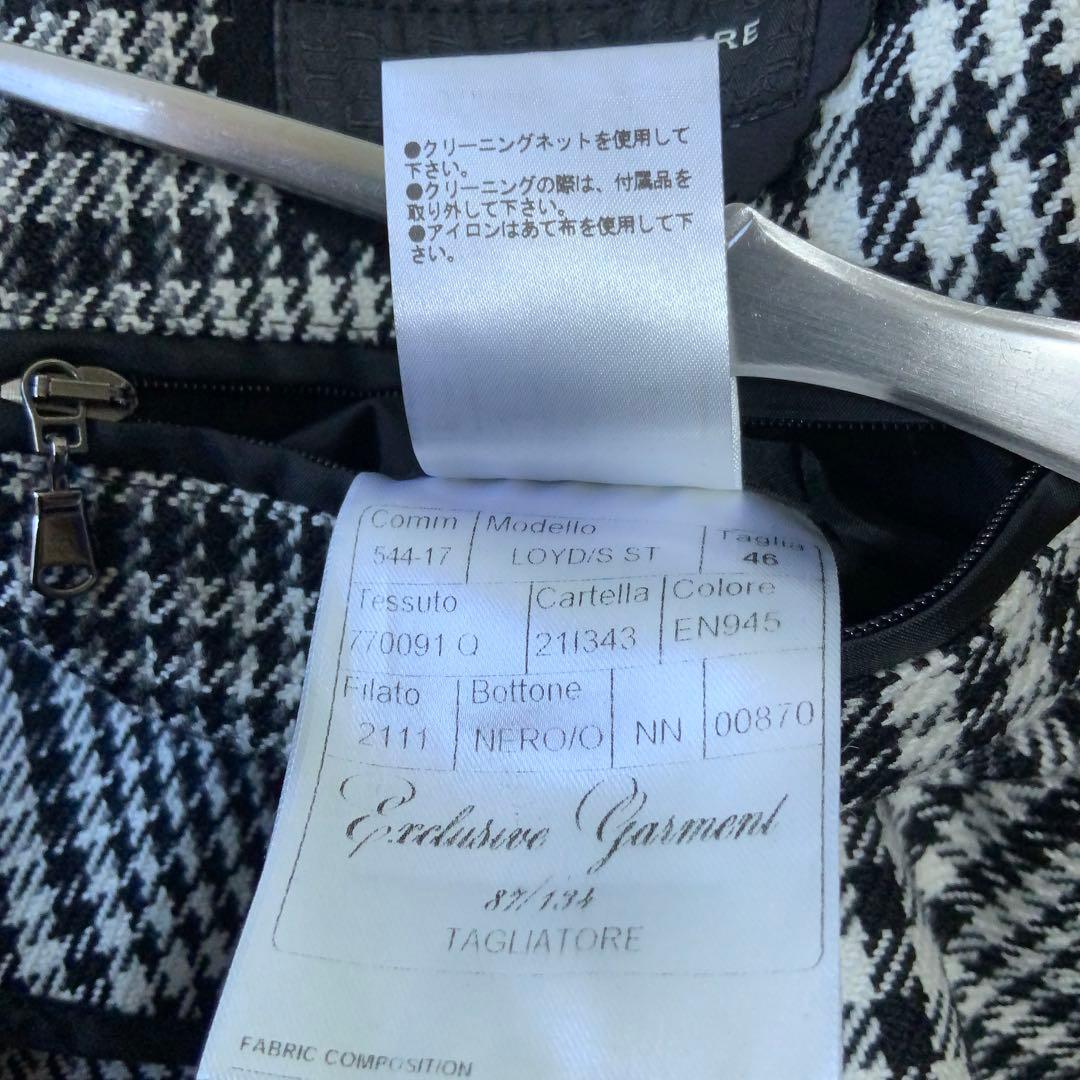 RE
●クリーニングネットを使用して
下さい。
●クリーニングの際は、付属品を
取り外して下さい。
●アイロンはあて布を使用して下
さい。
Comm Modello Taglia
544-17 LOYD/S ST 46
Tessuto Cartella Colore
770091 Q 21I343 EN945
Filato Bottone
2111 NERO/O NN 00870
Exclusive Garment
87/134
TAGLIATORE
FABRIC COMPOSITION